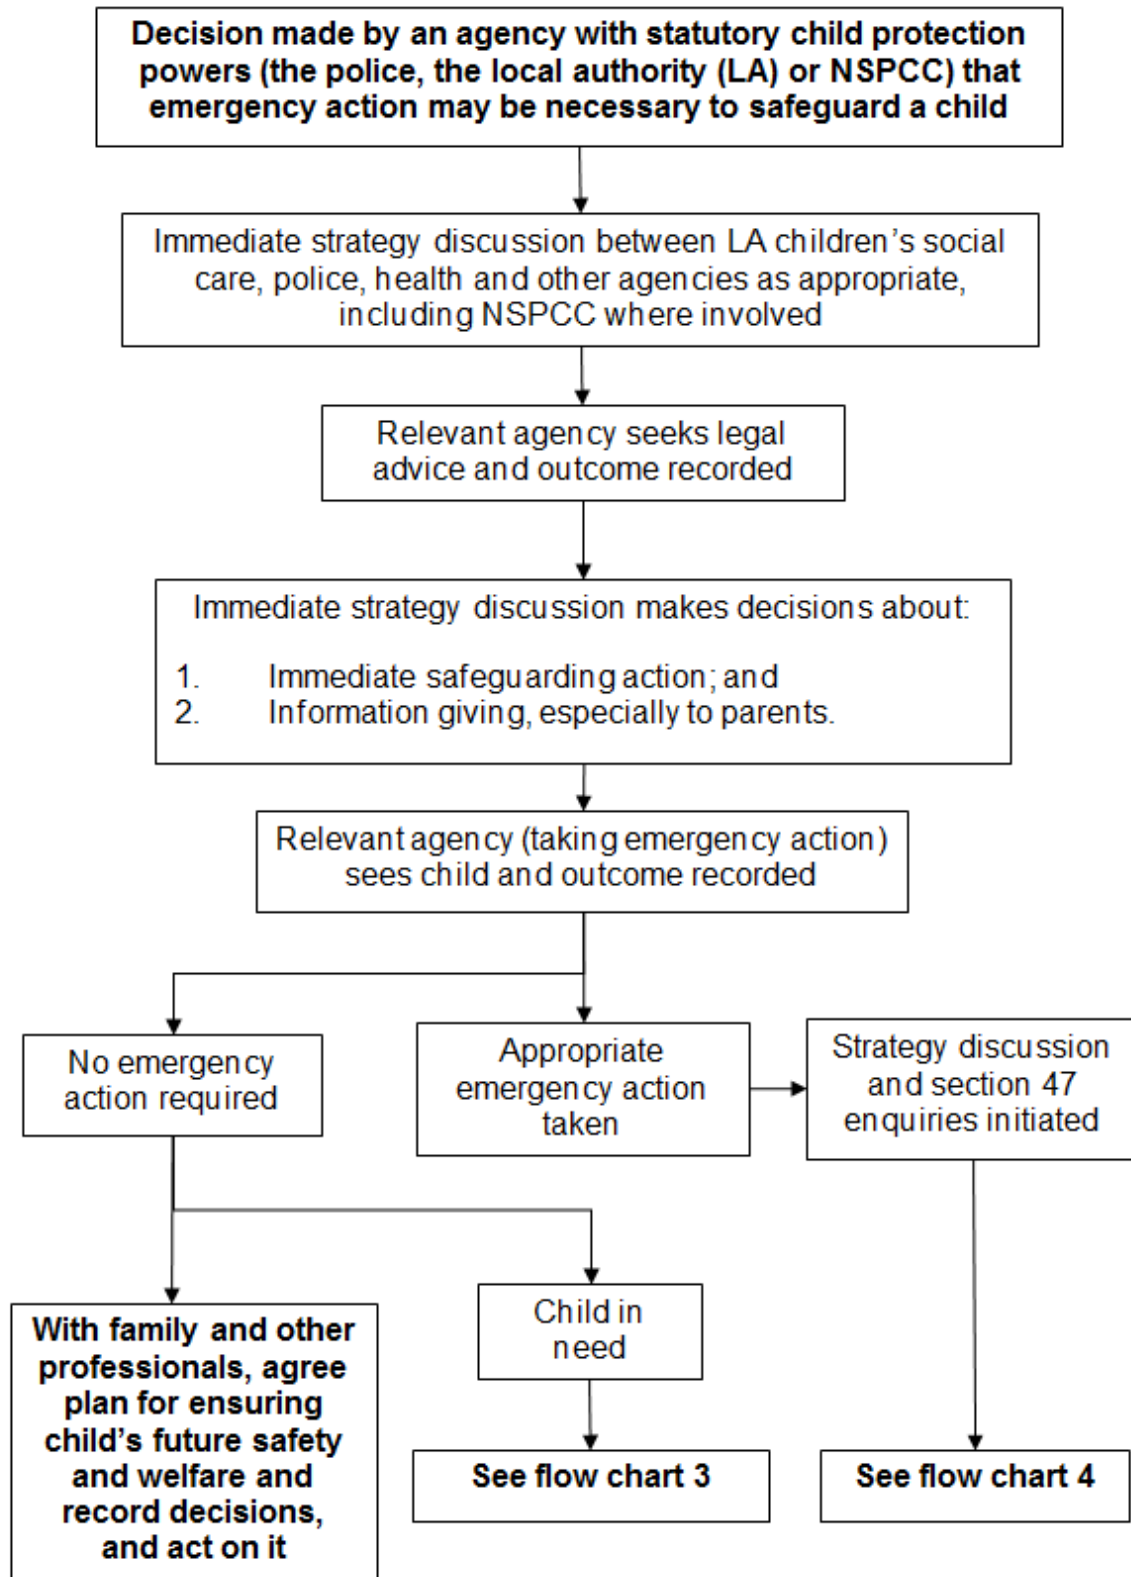 Decision made by an agency with statutory child protection
powers (the police, the local authority (LA) or NSPCC) that
emergency action may be necessary to safeguard a child
Immediate strategy discussion between LA children’s social
care, police, health and other agencies as appropriate,
including NSPCC where involved
Relevant agency seeks legal
advice and outcome recorded
Immediate strategy discussion makes decisions about:
1. Immediate safeguarding action; and
2. Information giving, especially to parents.
Relevant agency (taking emergency action)
sees child and outcome recorded
No emergency
action required
Appropriate
emergency action
taken
Strategy discussion
and section 47
enquiries initiated
With family and other
professionals, agree
plan for ensuring
child’s future safety
and welfare and
record decisions,
and act on it
Child in
need
See flow chart 3
See flow chart 4